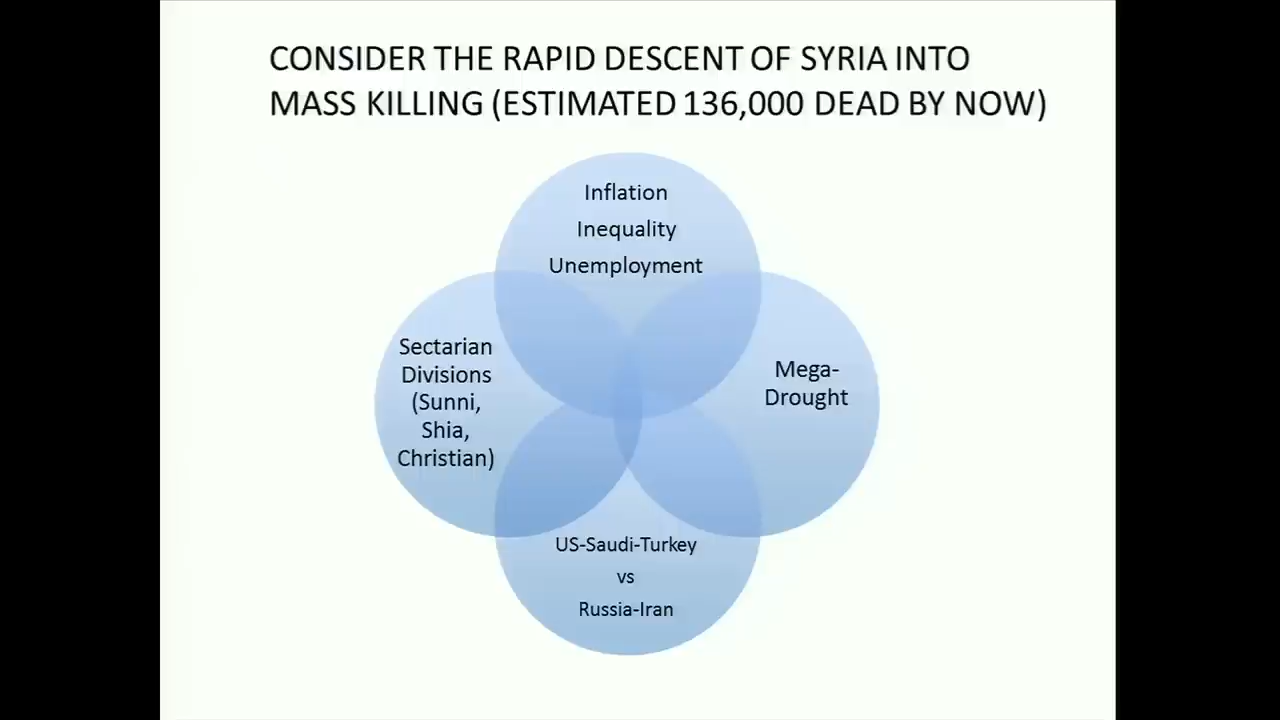 CONSIDER THE RAPID DESCENT OF SYRIA INTO
MASS KILLING (ESTIMATED 136,000 DEAD BY NOW)
Inflation
Inequality
Unemployment
Sectarian
Divisions
(Sunni,
Shia,
Christian)
Mega-
Drought
US-Saudi-Turkey
vs
Russia-Iran